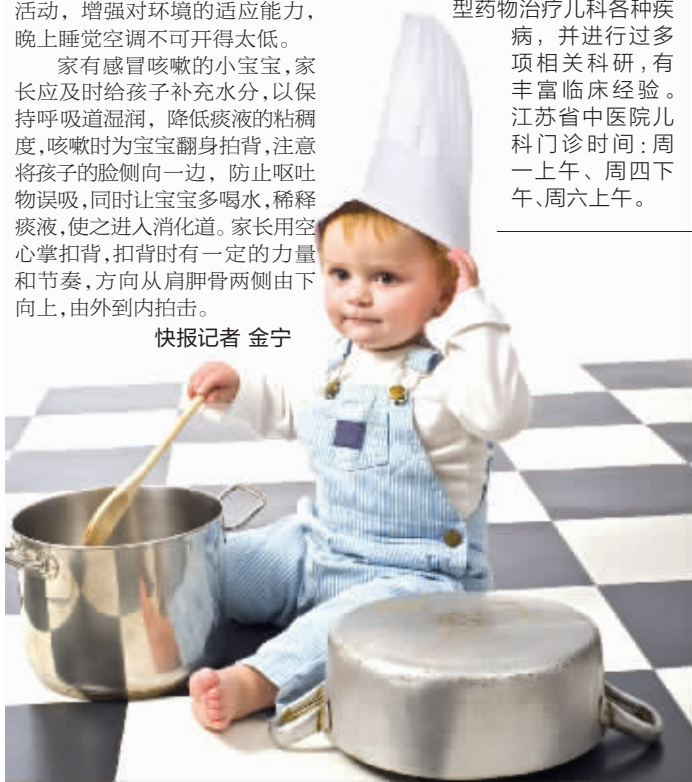 活动，增强对环境的适应能力，
晚上睡觉空调不可开得太低。
家有感冒咳嗽的小宝宝，家
长应及时给孩子补充水分，以保
持呼吸道湿润，降低痰液的粘稠
度，咳嗽时为宝宝翻身拍背，注意
将孩子的脸侧向一边，防止呕吐
物误吸，同时让宝宝多喝水，稀释
痰液，使之进入消化道。家长用空
心掌扣背，扣背时有一定的力量
和节奏，方向从肩胛骨两侧由下
向上，由外到内拍击。
快报记者 金宁
型药物治疗儿科各种疾
病，并进行过多
项相关科研，有
丰富临床经验。
江苏省中医院儿
科门诊时间：周
一上午、周四下
午、周六上午。